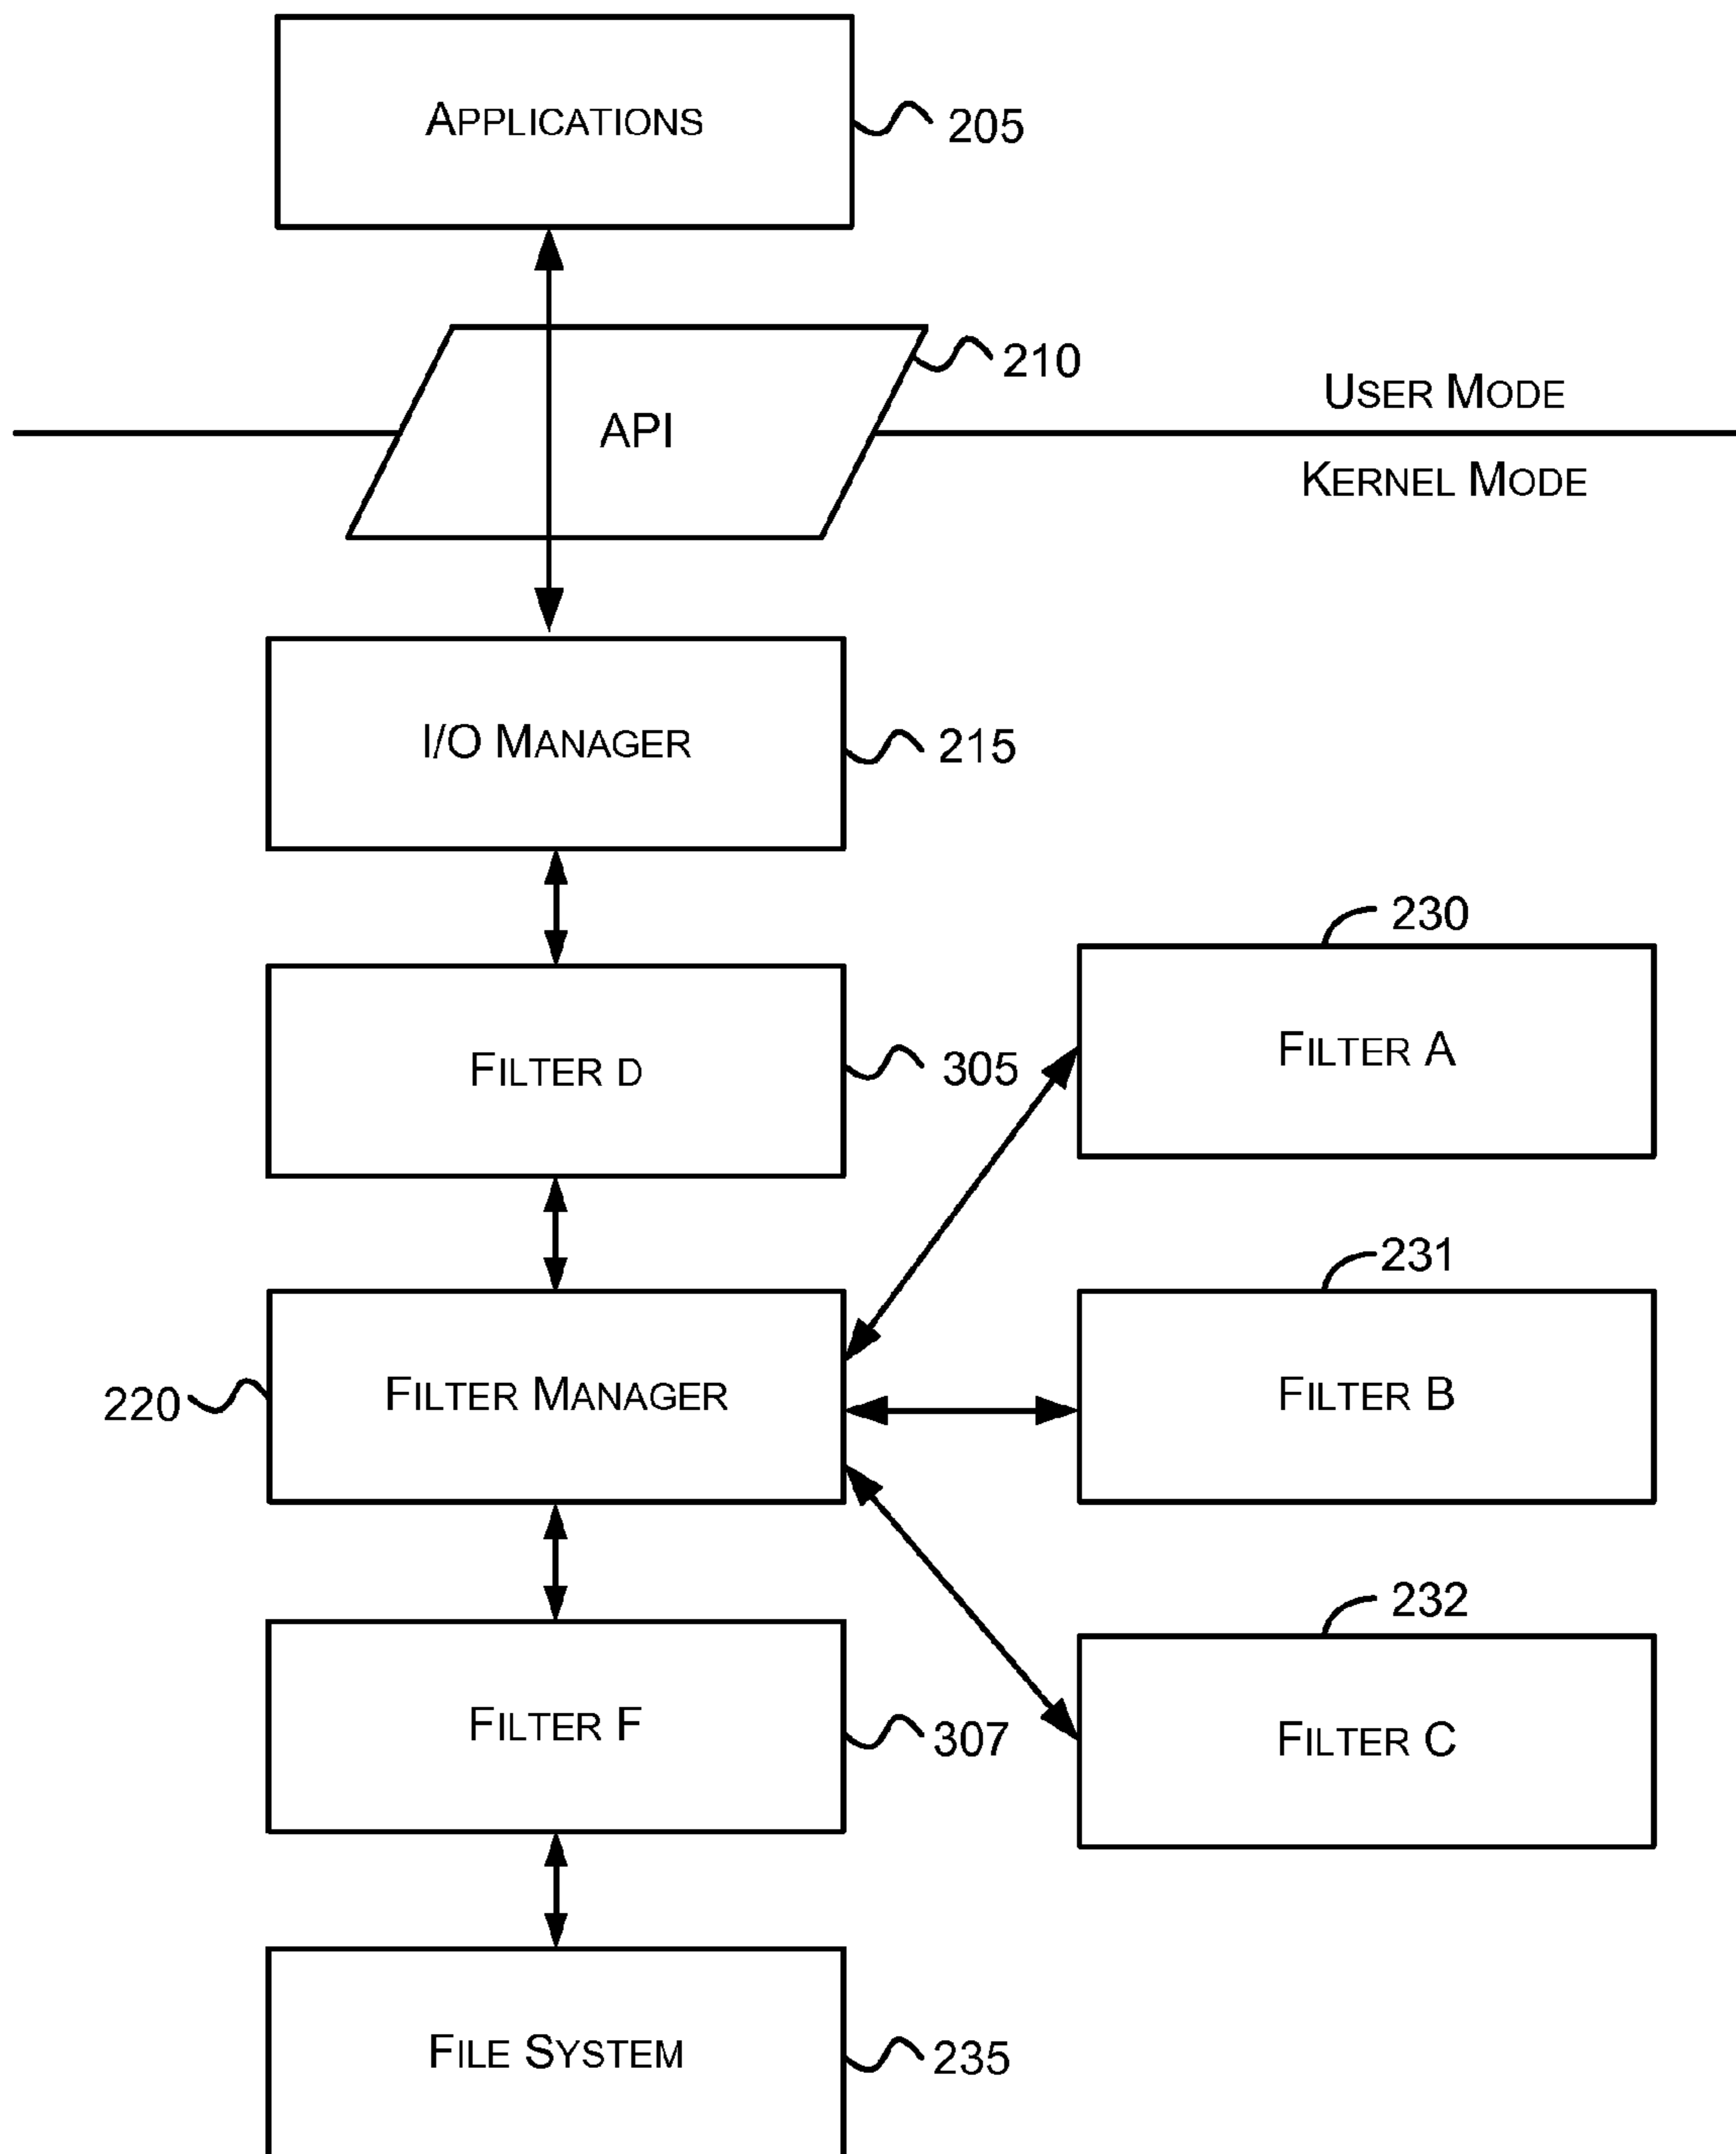 APPLICATIONS
205
210
API
USER MODE
KERNEL MODE
I/O MANAGER
215
230
FILTER D
305
FILTER A
231
220
FILTER MANAGER
FILTER B
232
FILTER F
307
FILTER C
FILE SYSTEM
235